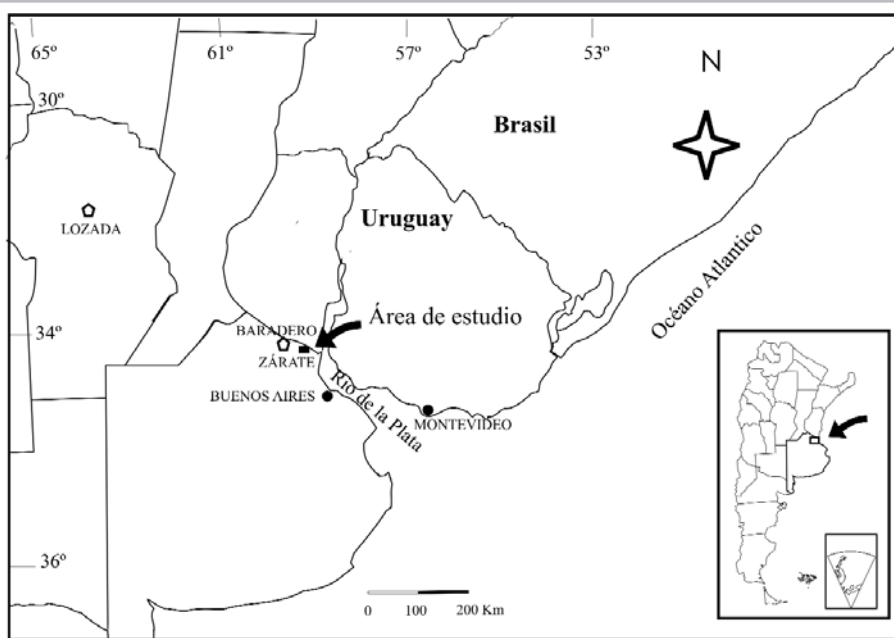 65º
61º
57º
53º
N
30º
Brasil
LOZADA
Uruguay
Océano Atlantico
34º
BARADERO
Área de estudio
ZÁRATE
BUENOS AIRES
Río de la Plata
MONTEVIDEO
36º
0 100 200 Km